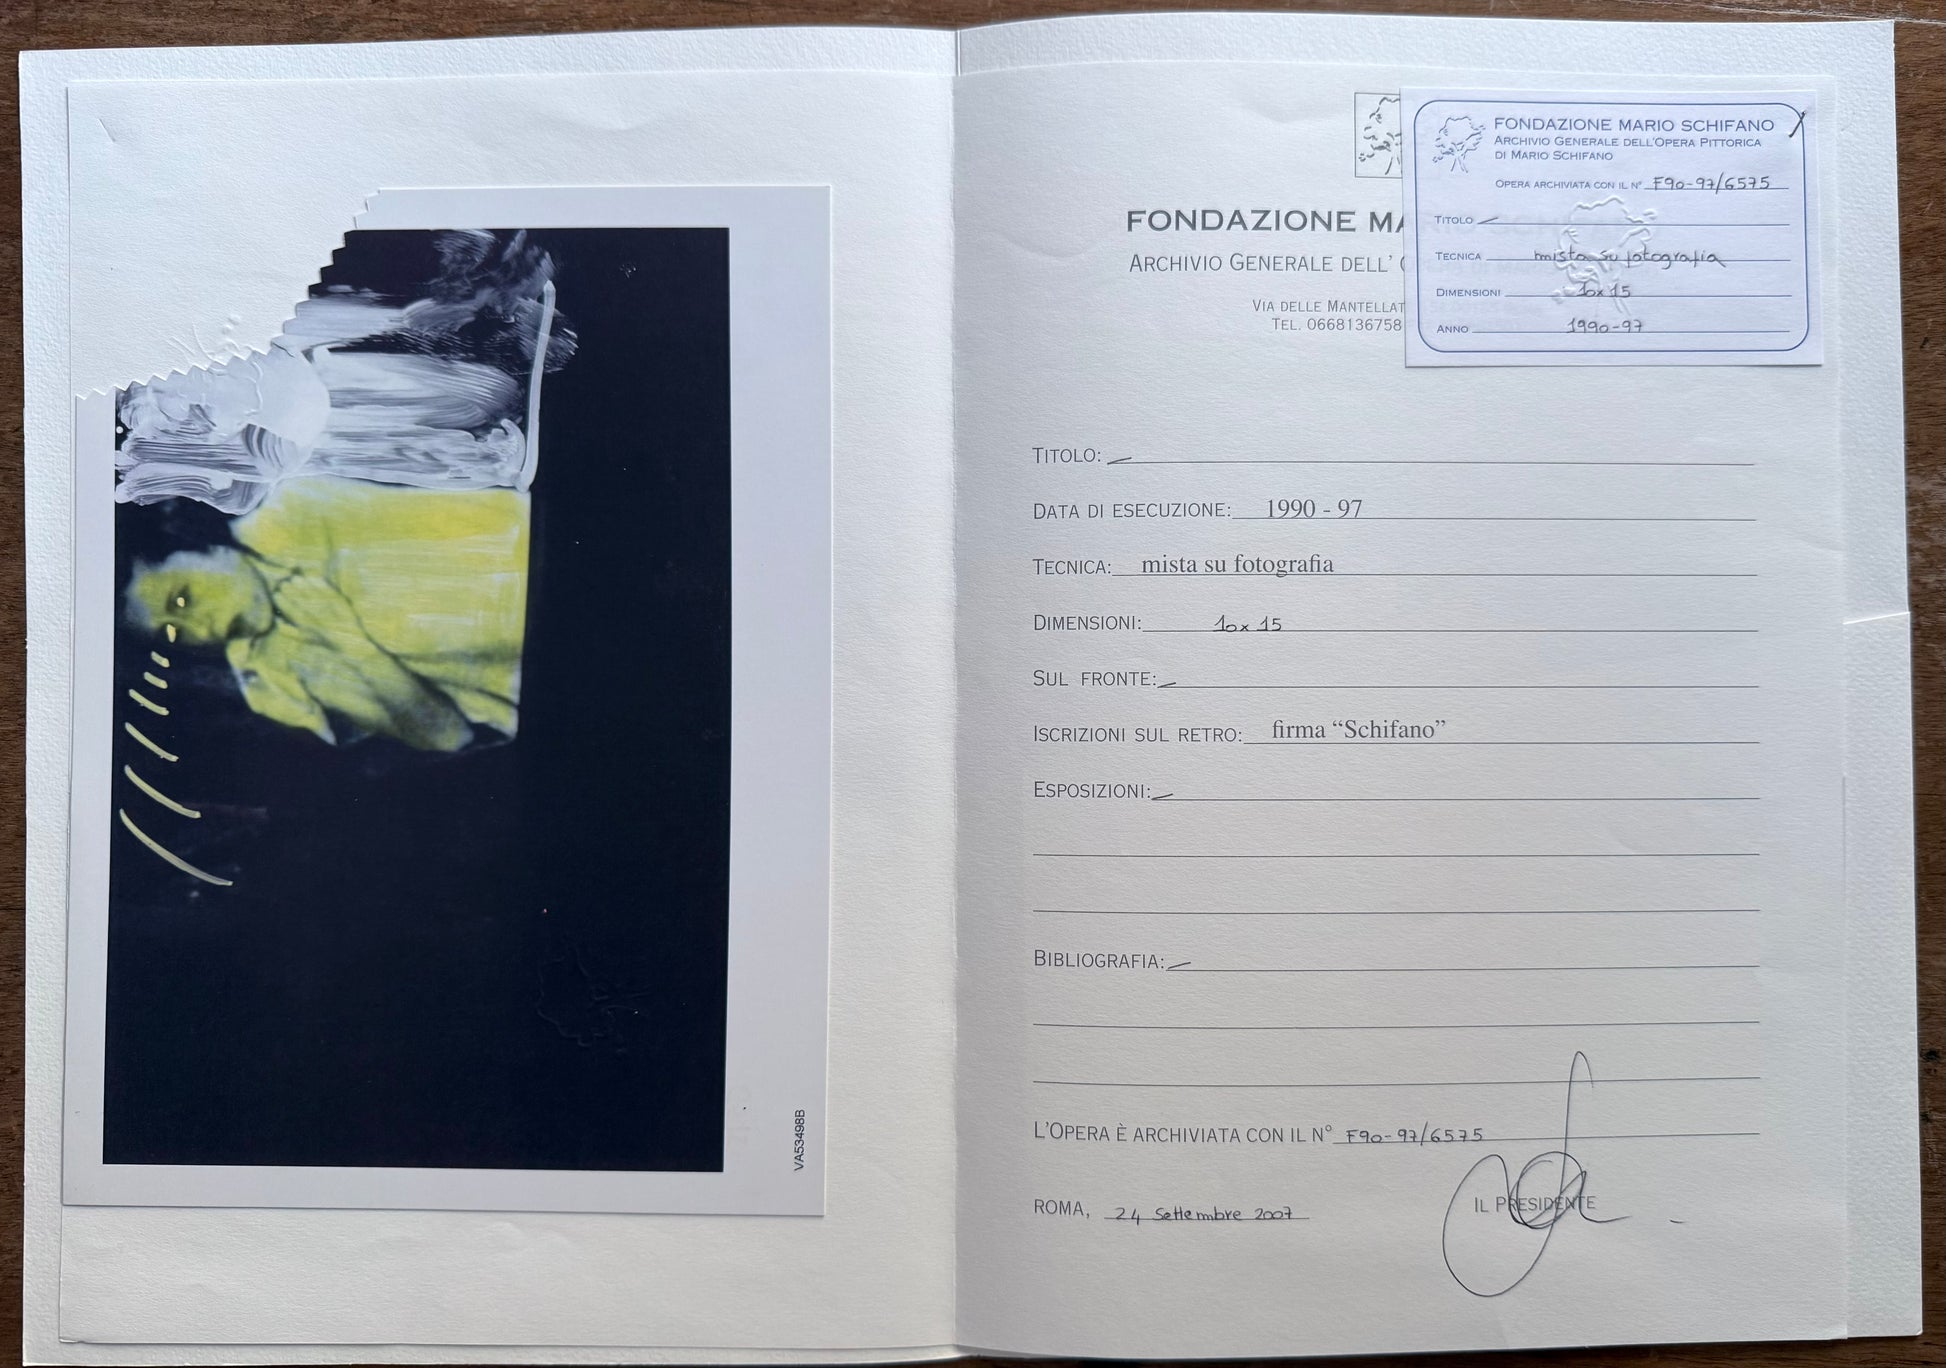 VA53498B
FONDAZIONE MA
ARCHIVIO GENERALE DELL'
VIA DELLE MANTELLAT
TEL. 0668136758
FONDAZIONE MARIO SCHIFANO
ARCHIVIO GENERALE DELL'OPERA PITTORICA
DI MARIO SCHIFANO
OPERA ARCHIVIATA CON IL N° F90-97/6575
TITOLO —
TECNICA mista su fotografia
DIMENSIONI 10x15
ANNO 1990-97
TITOLO: —
DATA DI ESECUZIONE: 1990 - 97
TECNICA: mista su fotografia
DIMENSIONI: 10x15
SUL FRONTE: —
ISCRIZIONI SUL RETRO: firma “Schifano”
ESPOSIZIONI: —
BIBLIOGRAFIA: —
L'OPERA È ARCHIVIATA CON IL N° F90-97/6575
ROMA, 24 Settembre 2007
IL PRESIDENTE